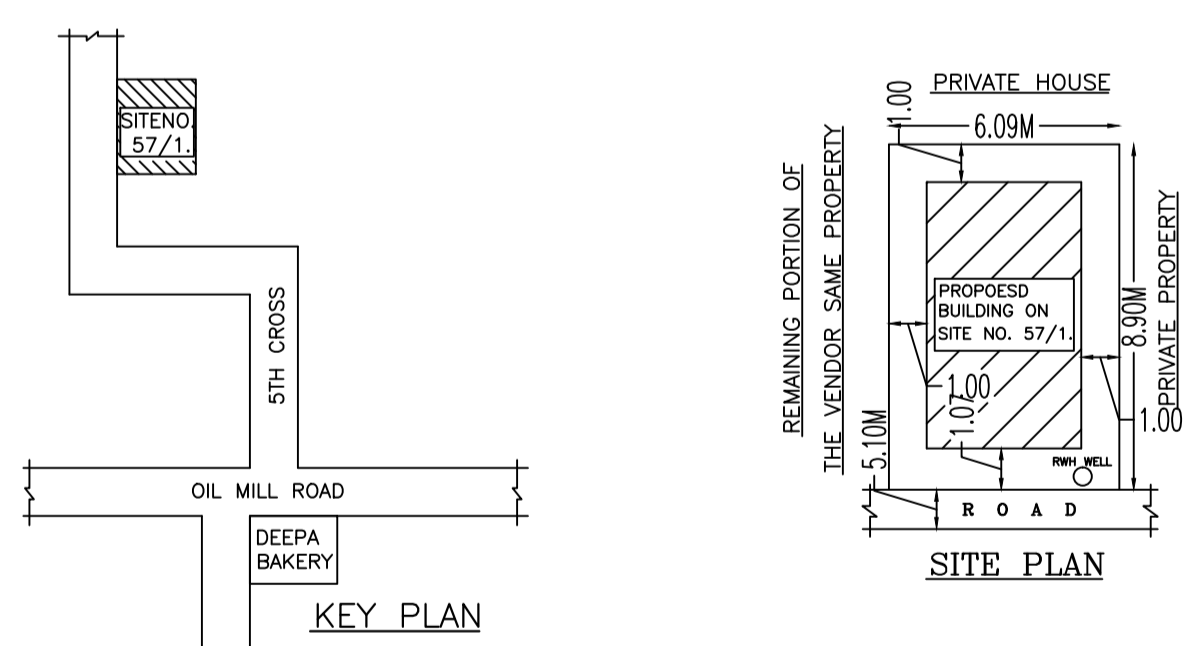 SITENO.
57/1.
5TH CROSS
OIL MILL ROAD
DEEPA
BAKERY
KEY PLAN
PRIVATE HOUSE
1.00
6.09M
REMAINING PORTION OF
THE VENDOR SAME PROPERTY
PROPOESD
BUILDING ON
SITE NO. 57/1.
8.90M
PRIVATE PROPERTY
1.00
1.07
1.00
5.10M
RWH WELL
R O A D
SITE PLAN